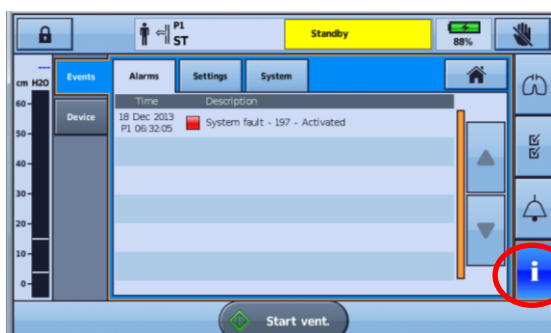 P1
ST
Standby
88%
cm H2O
60
50
40
30
20
10
0
Events
Device
Alarms
Settings
System
Time Description
18 Dec 2013
P1 06:32:05
System fault - 197 - Activated
i
Start vent.